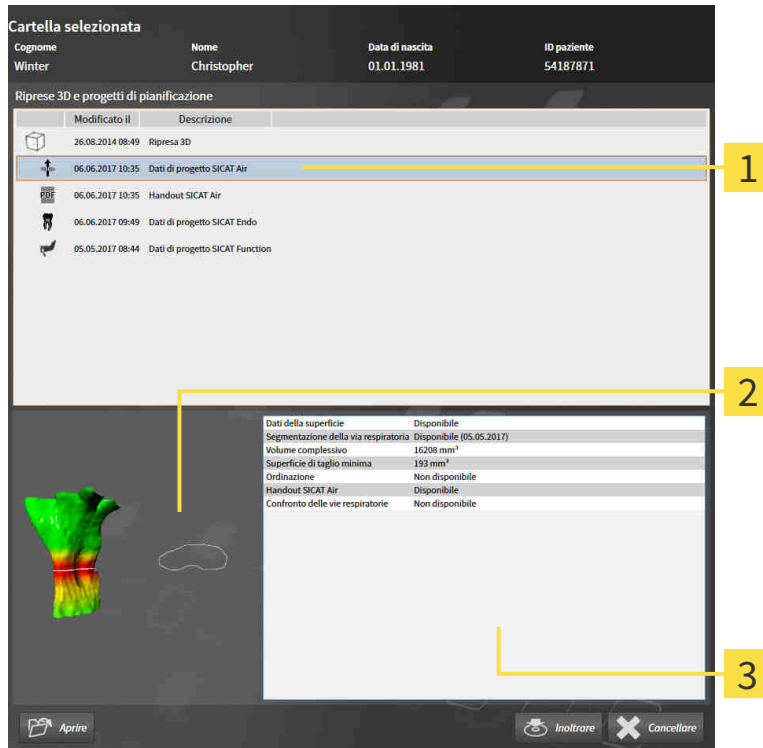 Cartella selezionata
Cognome Nome Data di nascita ID paziente
Winter Christopher 01.01.1981 54187871
Riprese 3D e progetti di pianificazione
Modificato il Descrizione
26.08.2014 08:49 Ripresa 3D
06.06.2017 10:35 Dati di progetto SICAT Air
1
PDF 06.06.2017 10:35 Handout SICAT Air
06.06.2017 09:49 Dati di progetto SICAT Endo
05.05.2017 08:44 Dati di progetto SICAT Function
2
Dati della superficie Disponibile
Segmentazione della via respiratoria Disponibile (05.05.2017)
Volume complessivo 16208 mm³
Superficie di taglio minima 193 mm²
Ordinazione Non disponibile
Handout SICAT Air Disponibile
Confronto delle vie respiratorie Non disponibile
3
Aprire Inoltrare Cancellare